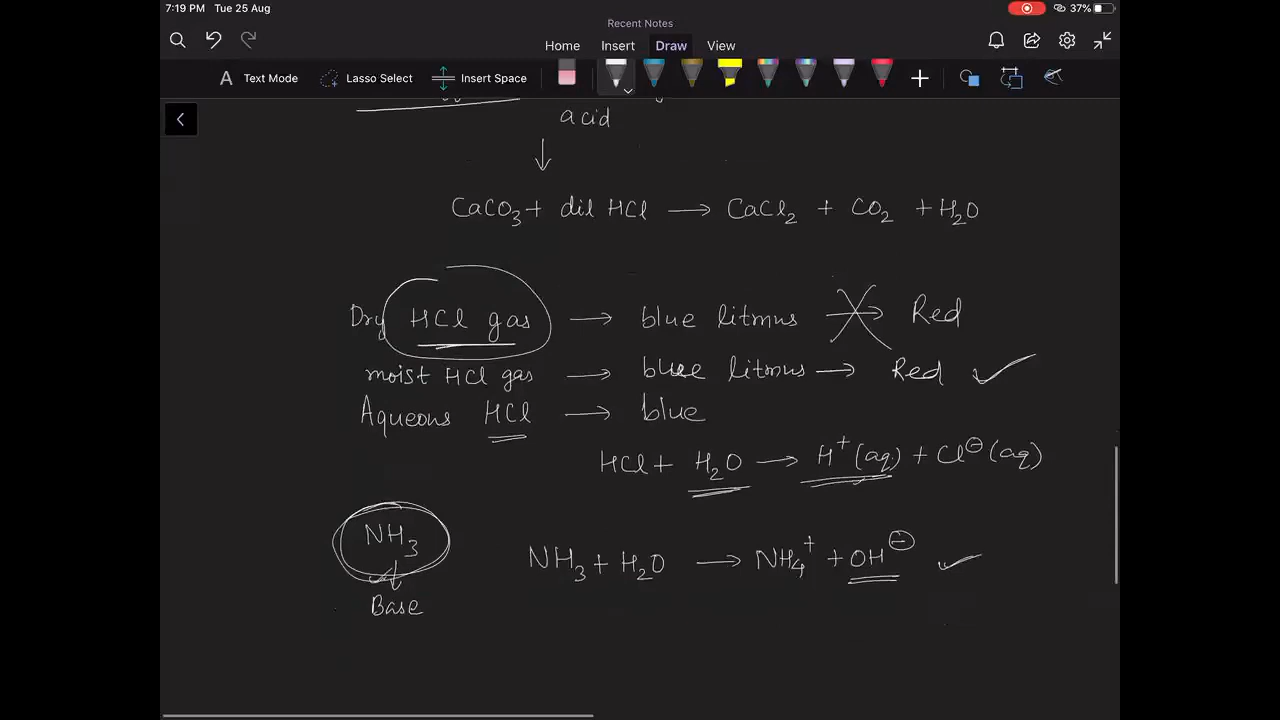 7:19 PM Tue 25 Aug
37%
Recent Notes
Home Insert Draw View
A Text Mode Lasso Select Insert Space
acid
↓
CaCO3 + dil HCl → CaCl2 + CO2 + H2O
Dry HCl gas → blue litmus → Red
moist HCl gas → blue litmus → Red ✓
Aqueous HCl → blue
HCl + H2O → H+ (aq) + Cl⊖ (aq)
NH3
NH3 + H2O → NH4+ + OH⊖ ✓
↓
Base